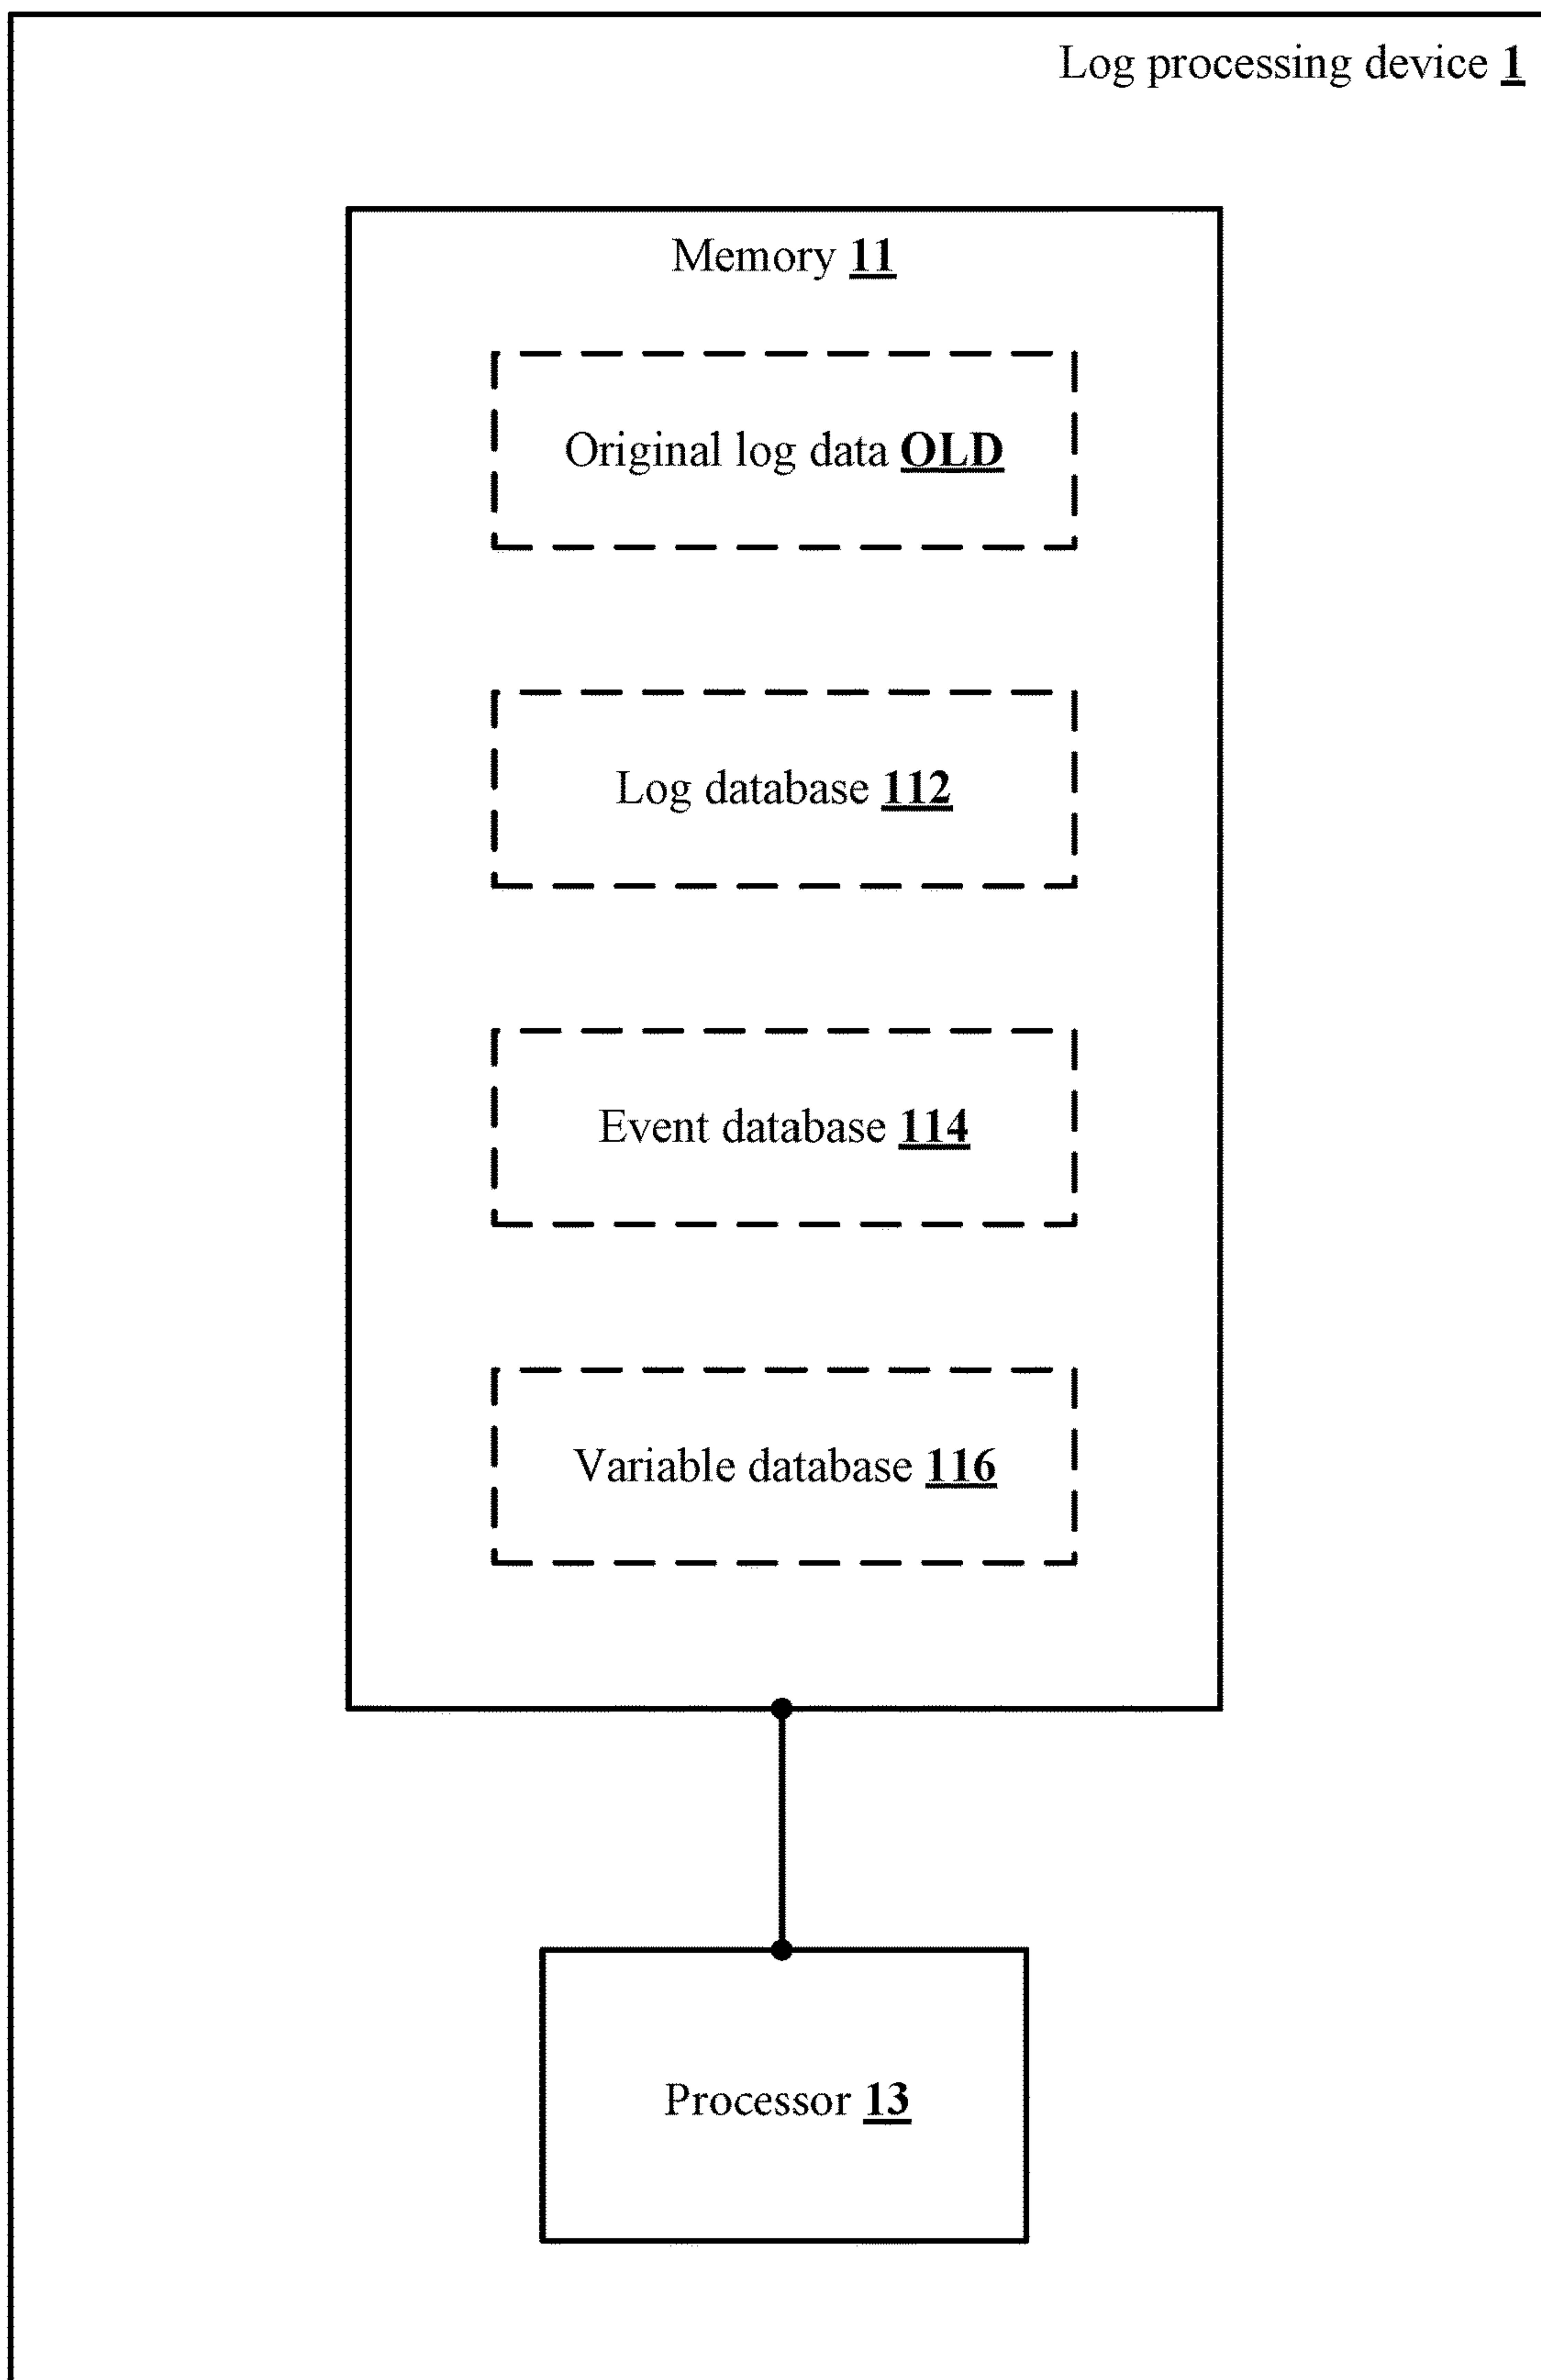 Log processing device 1
Memory 11
Original log data OLD
Log database 112
Event database 114
Variable database 116
Processor 13